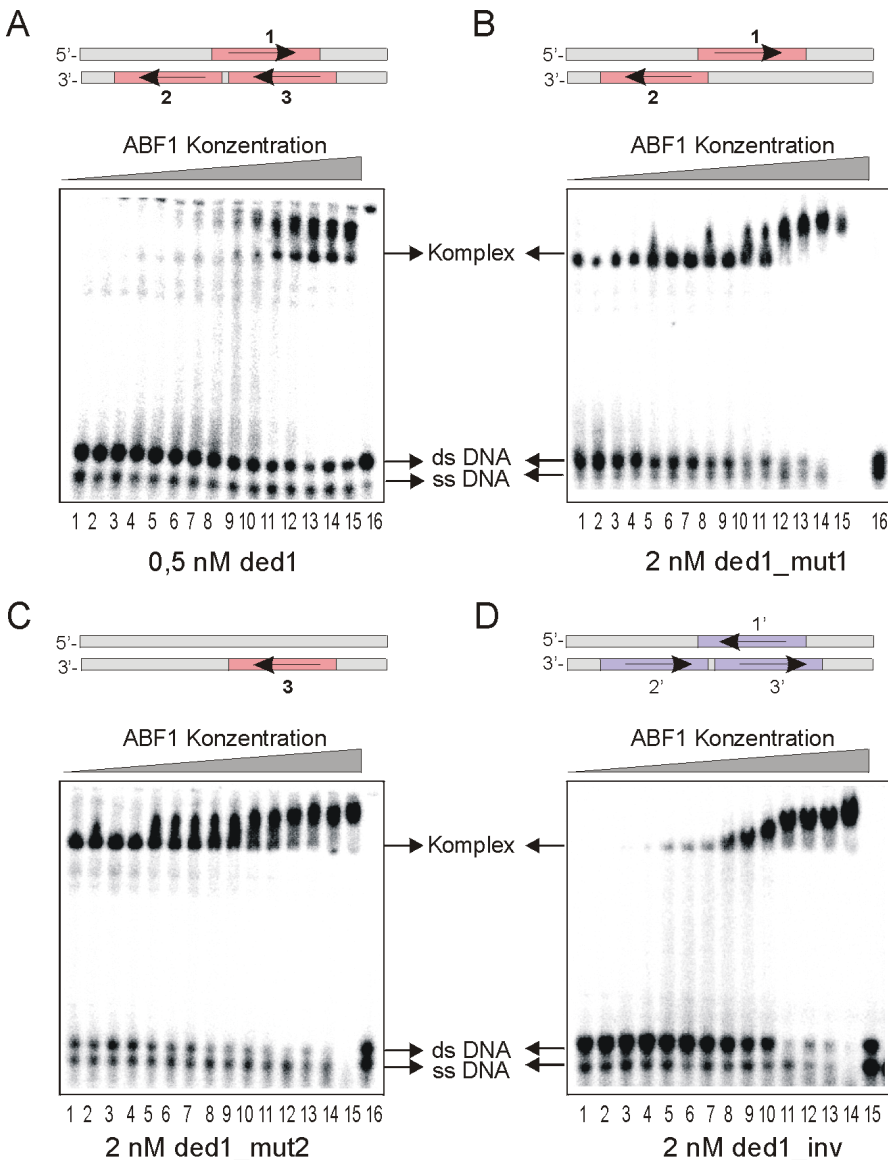 A
1
5'-
3'-
2
3
ABF1 Konzentration
1 2 3 4 5 6 7 8 9 10 11 12 13 14 15 16
0,5 nM ded1
B
1
5'-
3'-
2
ABF1 Konzentration
Komplex
ds DNA
ss DNA
1 2 3 4 5 6 7 8 9 10 11 12 13 14 15 16
2 nM ded1_mut1
C
5'-
3'-
3
ABF1 Konzentration
1 2 3 4 5 6 7 8 9 10 11 12 13 14 15 16
2 nM ded1_mut2
D
1'
5'-
3'-
2'
3'
ABF1 Konzentration
Komplex
ds DNA
ss DNA
1 2 3 4 5 6 7 8 9 10 11 12 13 14 15
2 nM ded1_inv